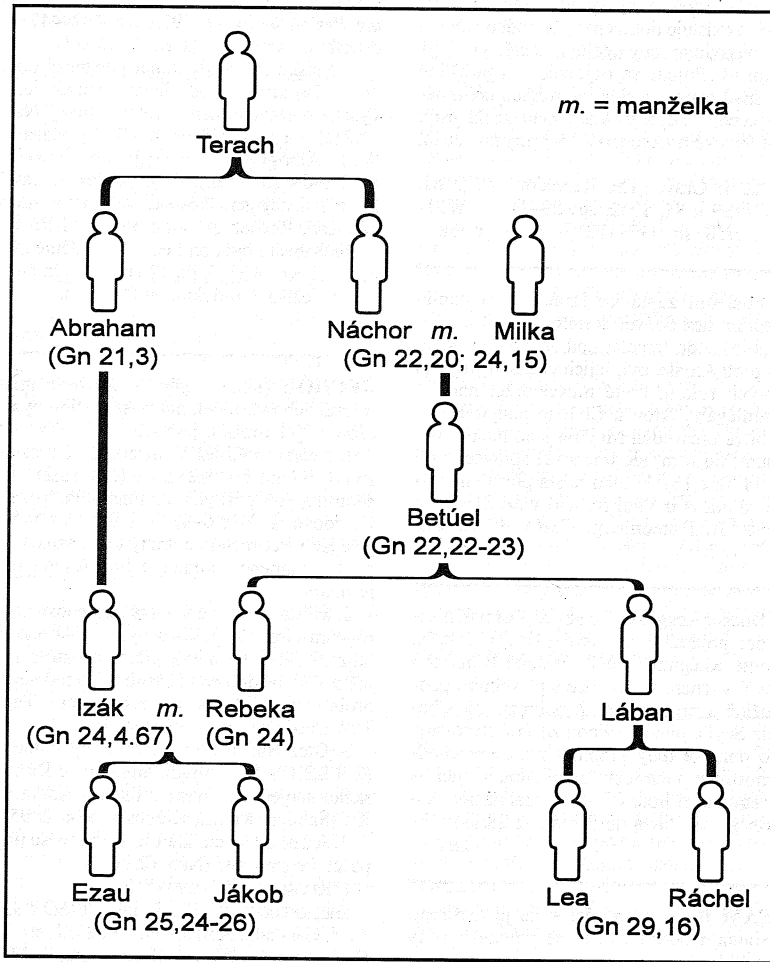 m. = manželka
Terach
Abraham
(Gn 21,3)
Náchor m. Milka
(Gn 22,20; 24,15)
Betúel
(Gn 22,22-23)
Izák m. Rebeka
(Gn 24,4.67) (Gn 24)
Lában
Ezau Jákob
(Gn 25,24-26)
Lea Ráchel
(Gn 29,16)